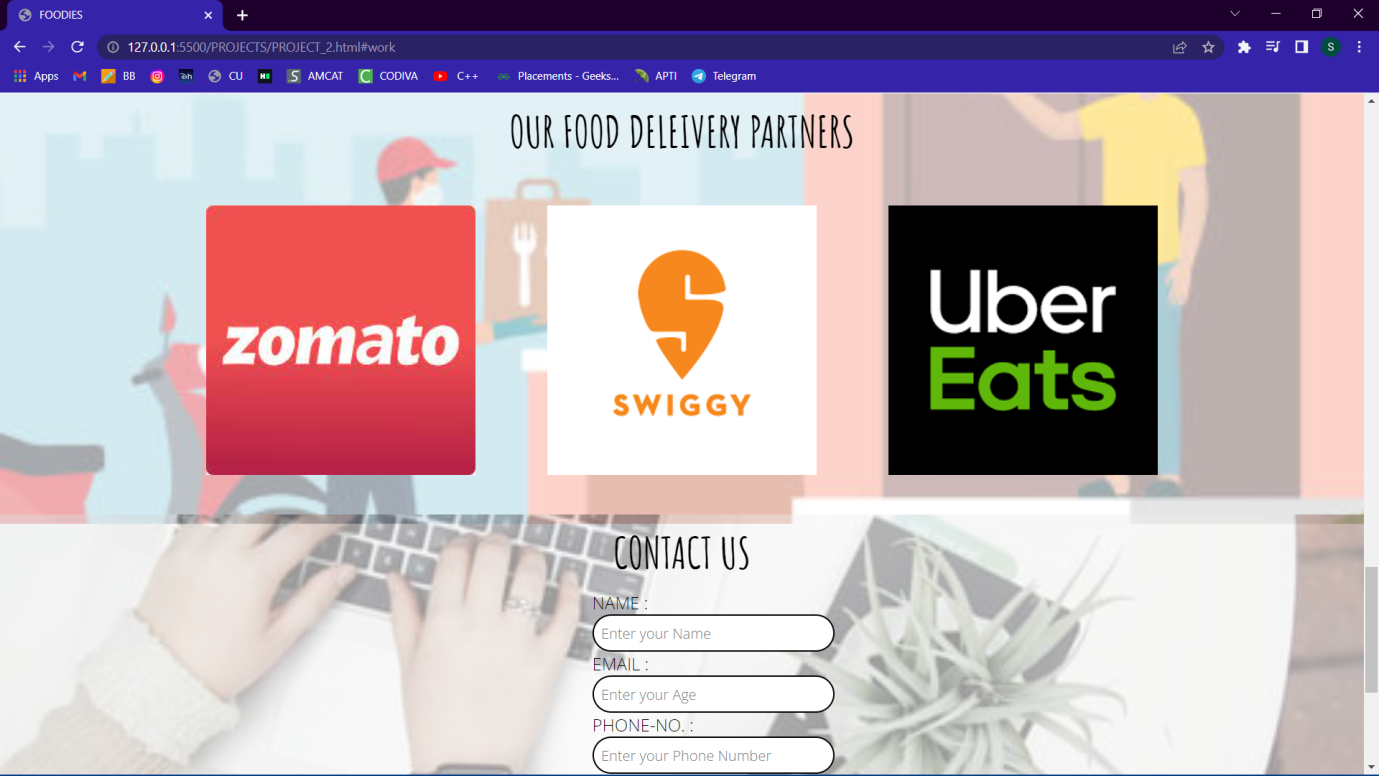 FOODIES
127.0.0.1:5500/PROJECTS/PROJECT_2.html#work
S
Apps BB CU AMCAT CODIVA C++ Placements - Geeks... APTI Telegram
OUR FOOD DELEIVERY PARTNERS
zomato
SWIGGY
Uber
Eats
CONTACT US
NAME :
Enter your Name
EMAIL :
Enter your Age
PHONE-NO. :
Enter your Phone Number